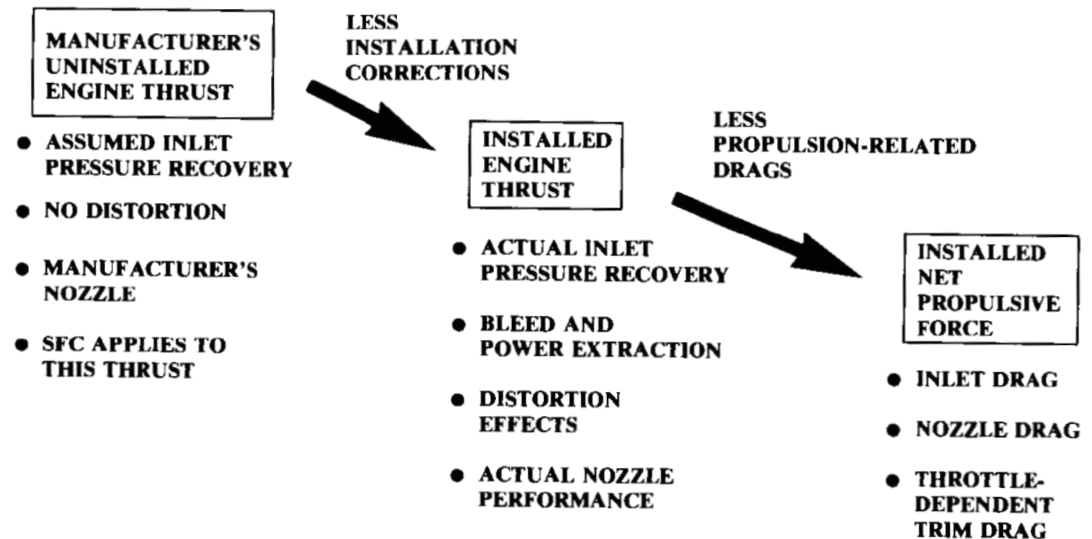 MANUFACTURER'S
UNINSTALLED
ENGINE THRUST
● ASSUMED INLET
PRESSURE RECOVERY
● NO DISTORTION
● MANUFACTURER'S
NOZZLE
● SFC APPLIES TO
THIS THRUST
LESS
INSTALLATION
CORRECTIONS
INSTALLED
ENGINE
THRUST
● ACTUAL INLET
PRESSURE RECOVERY
● BLEED AND
POWER EXTRACTION
● DISTORTION
EFFECTS
● ACTUAL NOZZLE
PERFORMANCE
LESS
PROPULSION-RELATED
DRAGS
INSTALLED
NET
PROPULSIVE
FORCE
● INLET DRAG
● NOZZLE DRAG
● THROTTLE-
DEPENDENT
TRIM DRAG